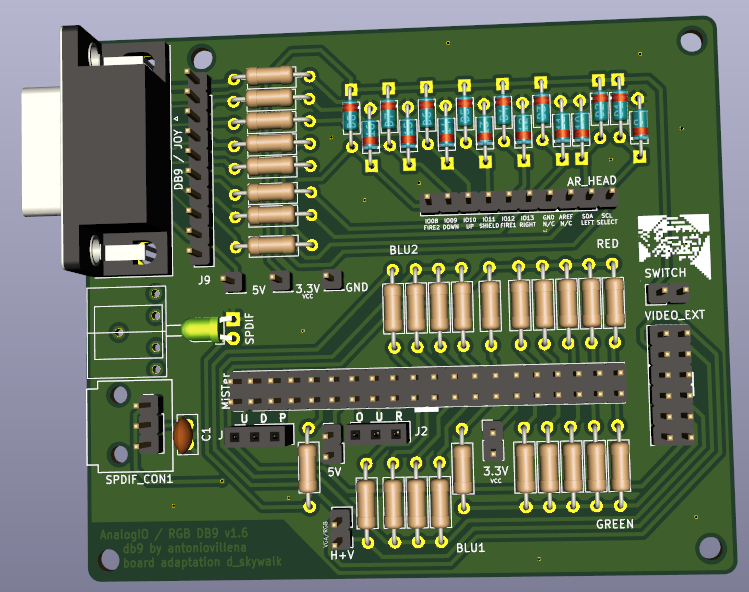 DB9 / JOY
AR_HEAD
IO08 IO09 IO10 IO11 IO12 IO13 GND AREF SDA SCL
FIRE2 DOWN UP SHIELD FIRE1 RIGHT N/C N/C LEFT SELECT
BLU2
RED
SWITCH
J9
5V
3.3V
VCC
GND
VIDEO_EXT
SPDIF
MiSTer
U D P
O U R
J
J2
C1
5V
3.3V
VCC
SPDIF_CON1
VGA/RGB
H+V
BLU1
GREEN
AnalogIO / RGB DB9 v1.6
db9 by antoniovillena
board adaptation d_skywalk